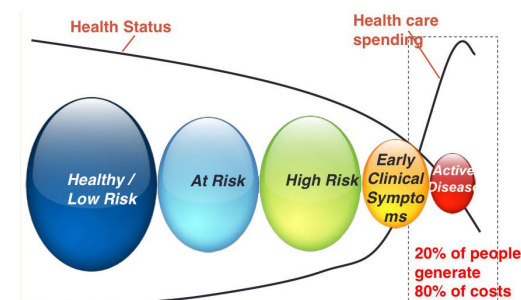 Health Status
Health care
spending
Healthy /
Low Risk
At Risk
High Risk
Early
Clinical
Sympto
ms
Active
Disease
20% of people
generate
80% of costs